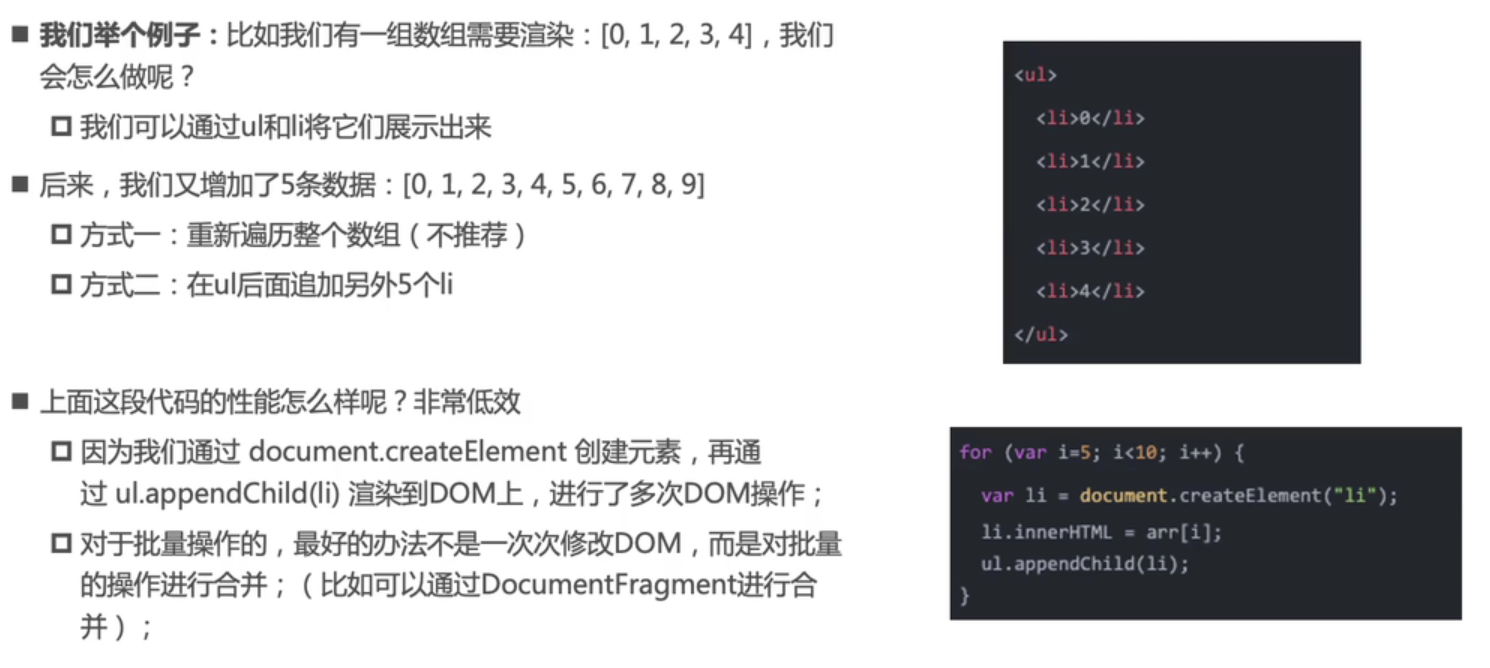 ■ 我们举个例子：比如我们有一组数组需要渲染：[0, 1, 2, 3, 4]，我们
会怎么做呢？
□ 我们可以通过ul和li将它们展示出来
■ 后来，我们又增加了5条数据：[0, 1, 2, 3, 4, 5, 6, 7, 8, 9]
□ 方式一：重新遍历整个数组（不推荐）
□ 方式二：在ul后面追加另外5个li
■ 上面这段代码的性能怎么样呢？非常低效
□ 因为我们通过 document.createElement 创建元素，再通
过 ul.appendChild(li) 渲染到DOM上，进行了多次DOM操作；
□ 对于批量操作的，最好的办法不是一次次修改DOM，而是对批量
的操作进行合并；（比如可以通过DocumentFragment进行合
并）；
<ul>
<li>0</li>
<li>1</li>
<li>2</li>
<li>3</li>
<li>4</li>
</ul>
for (var i=5; i<10; i++) {
var li = document.createElement("li");
li.innerHTML = arr[i];
ul.appendChild(li);
}